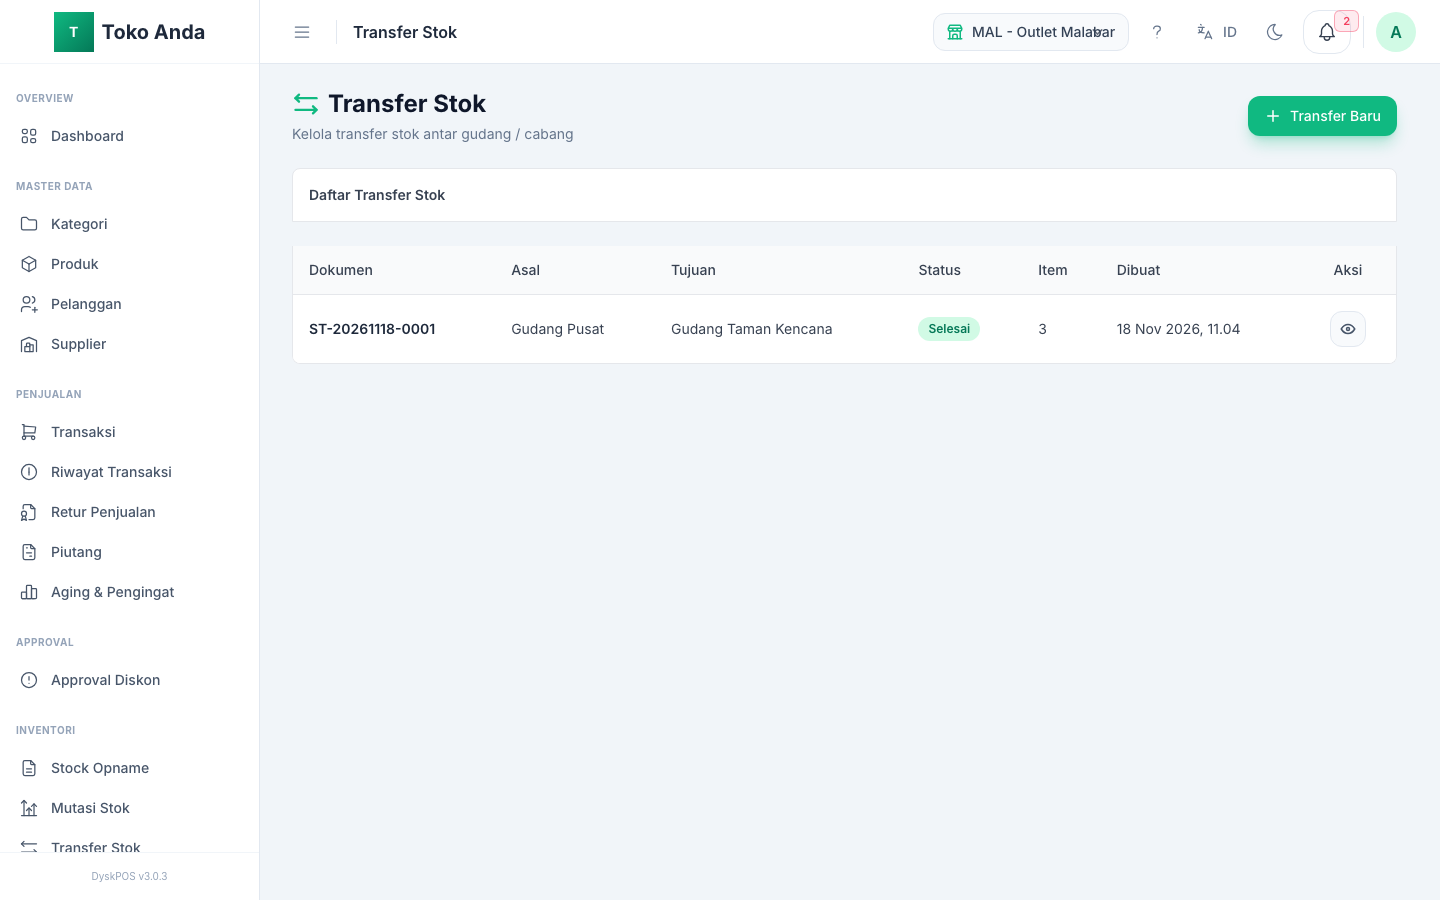 T Toko Anda
Transfer Stok
MAL - Outlet Malabar
?
ID
2
A
OVERVIEW
Dashboard
MASTER DATA
Kategori
Produk
Pelanggan
Supplier
PENJUALAN
Transaksi
Riwayat Transaksi
Retur Penjualan
Piutang
Aging & Pengingat
APPROVAL
Approval Diskon
INVENTORI
Stock Opname
Mutasi Stok
Transfer Stok
DyskPOS v3.0.3
Transfer Stok
Kelola transfer stok antar gudang / cabang
Transfer Baru
Daftar Transfer Stok
Dokumen Asal Tujuan Status Item Dibuat Aksi
ST-20261118-0001 Gudang Pusat Gudang Taman Kencana Selesai 3 18 Nov 2026, 11.04